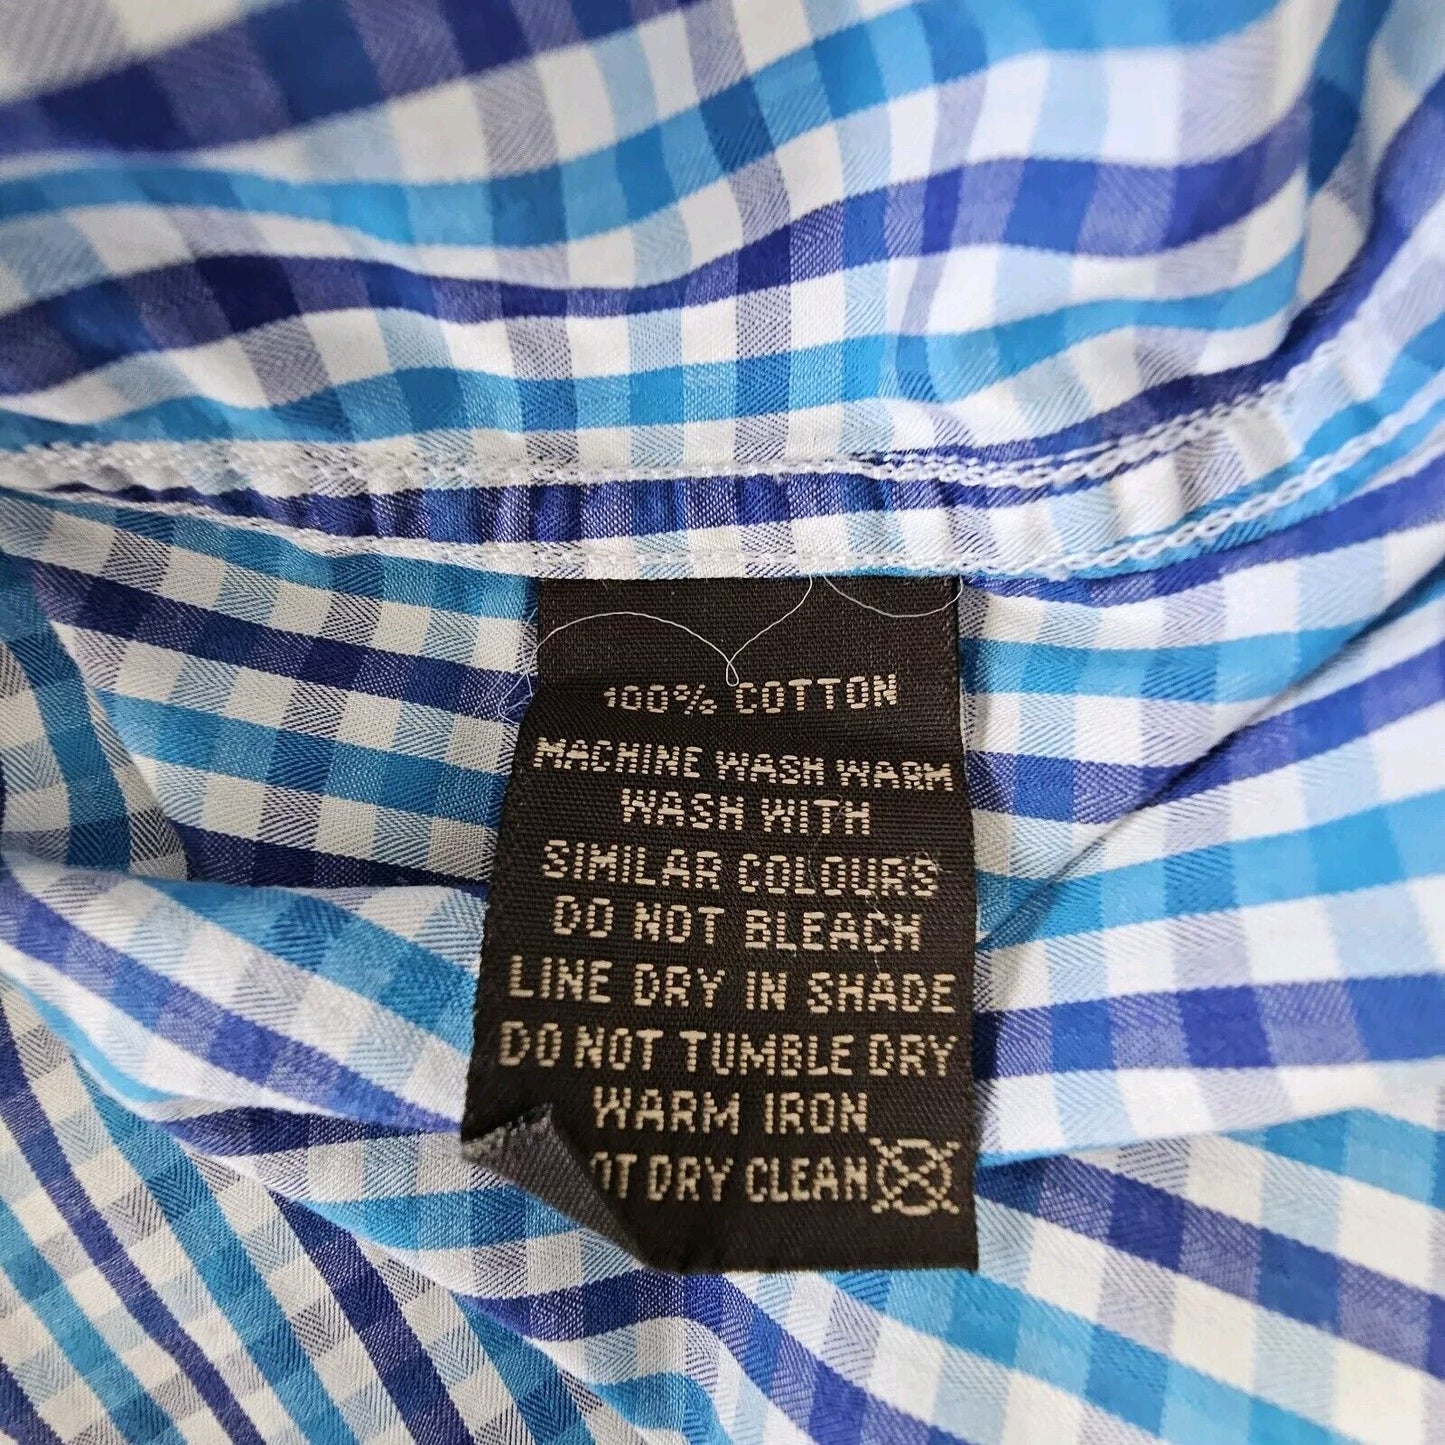 100% COTTON
MACHINE WASH WARM
WASH WITH
SIMILAR COLOURS
DO NOT BLEACH
LINE DRY IN SHADE
DO NOT TUMBLE DRY
WARM IRON
OT DRY CLEAN